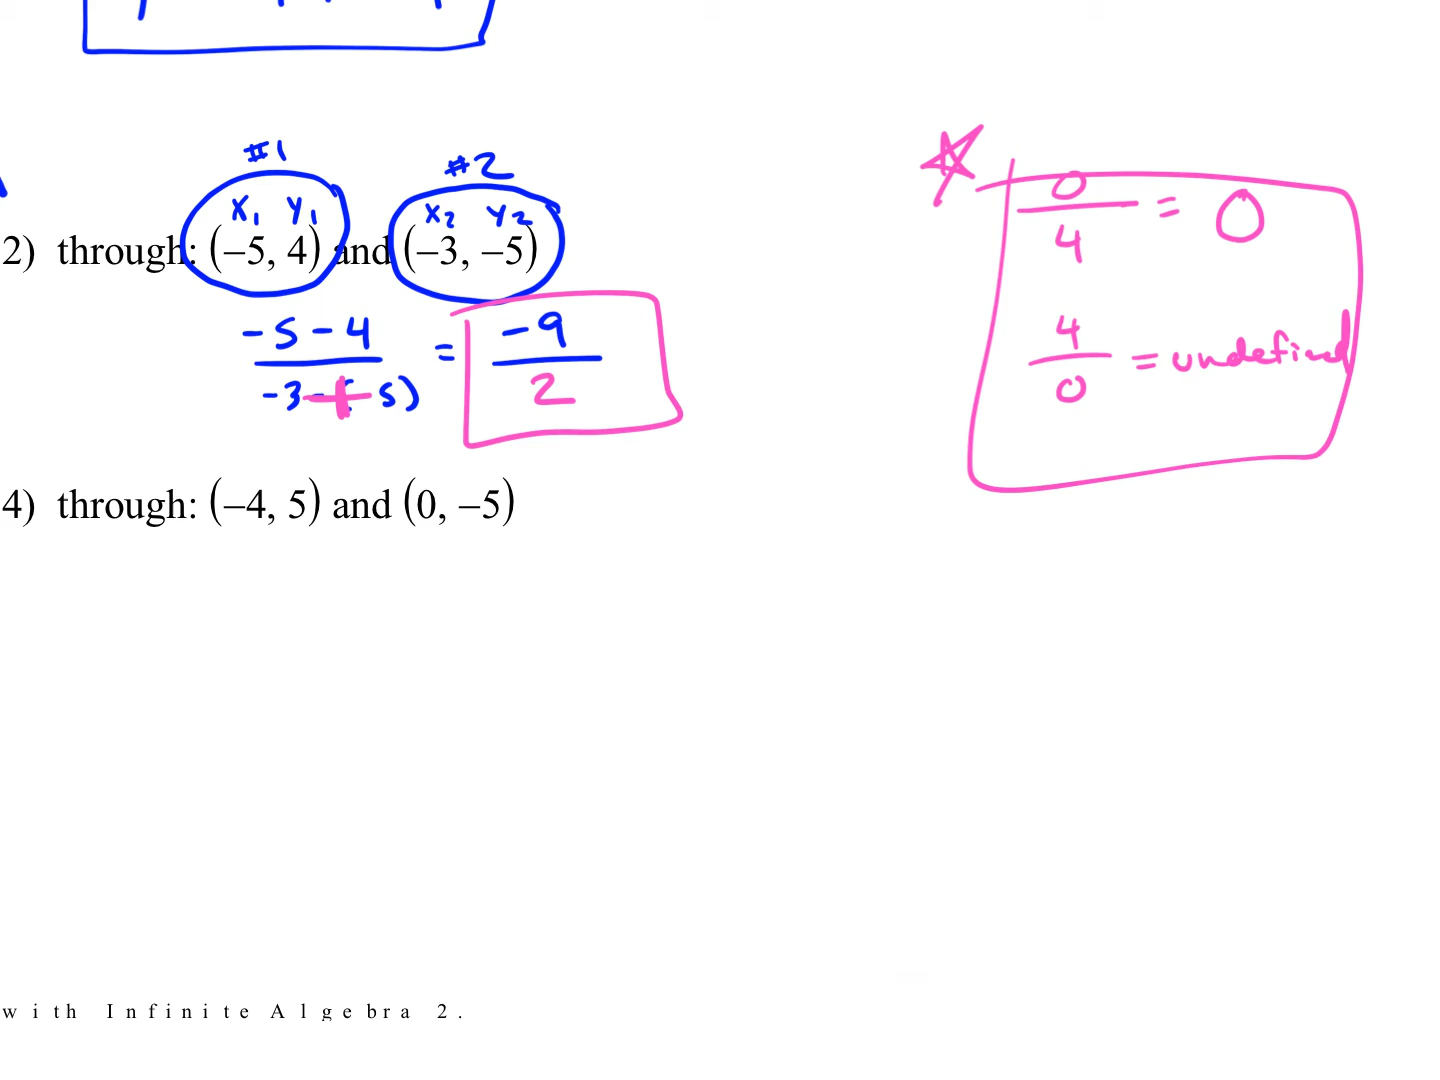 #1 #2
x₁ y₁ x₂ y₂
2) through: (−5, 4) and (−3, −5)
-5-4 / -3-(-5) = -9 / 2
4) through: (−4, 5) and (0, −5)
0/4 = 0
4/0 = undefined
with Infinite Algebra 2.